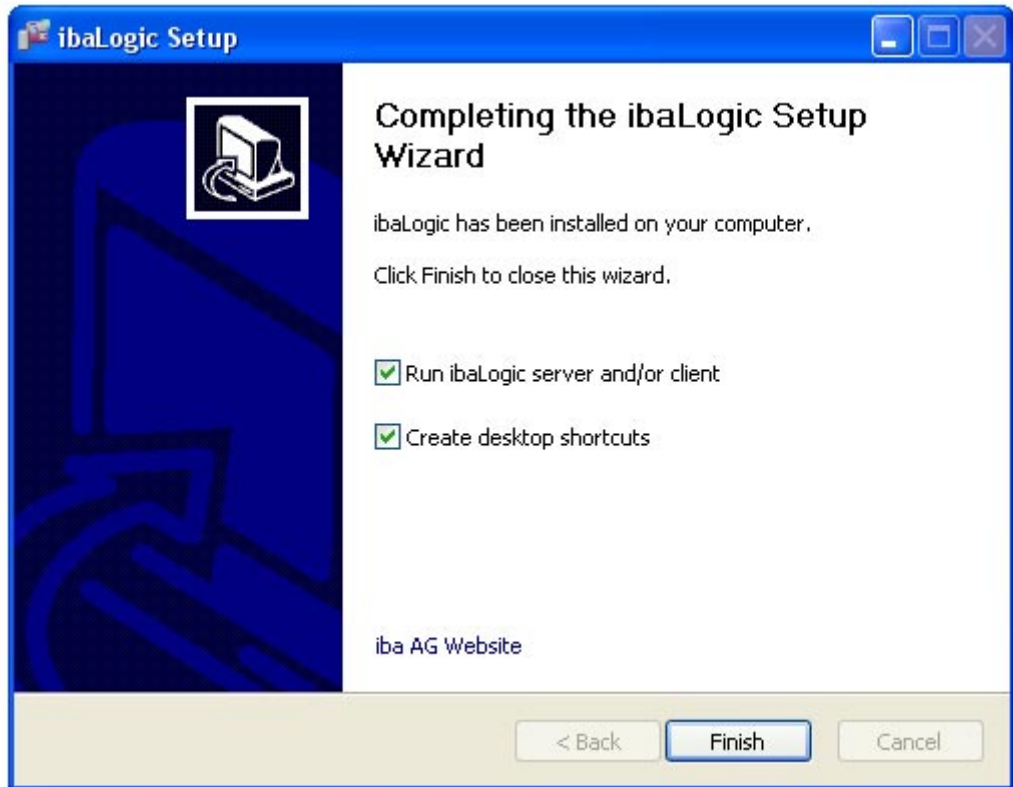 ibaLogic Setup
Completing the ibaLogic Setup
Wizard
ibaLogic has been installed on your computer.
Click Finish to close this wizard.
Run ibaLogic server and/or client
Create desktop shortcuts
iba AG Website
< Back Finish Cancel